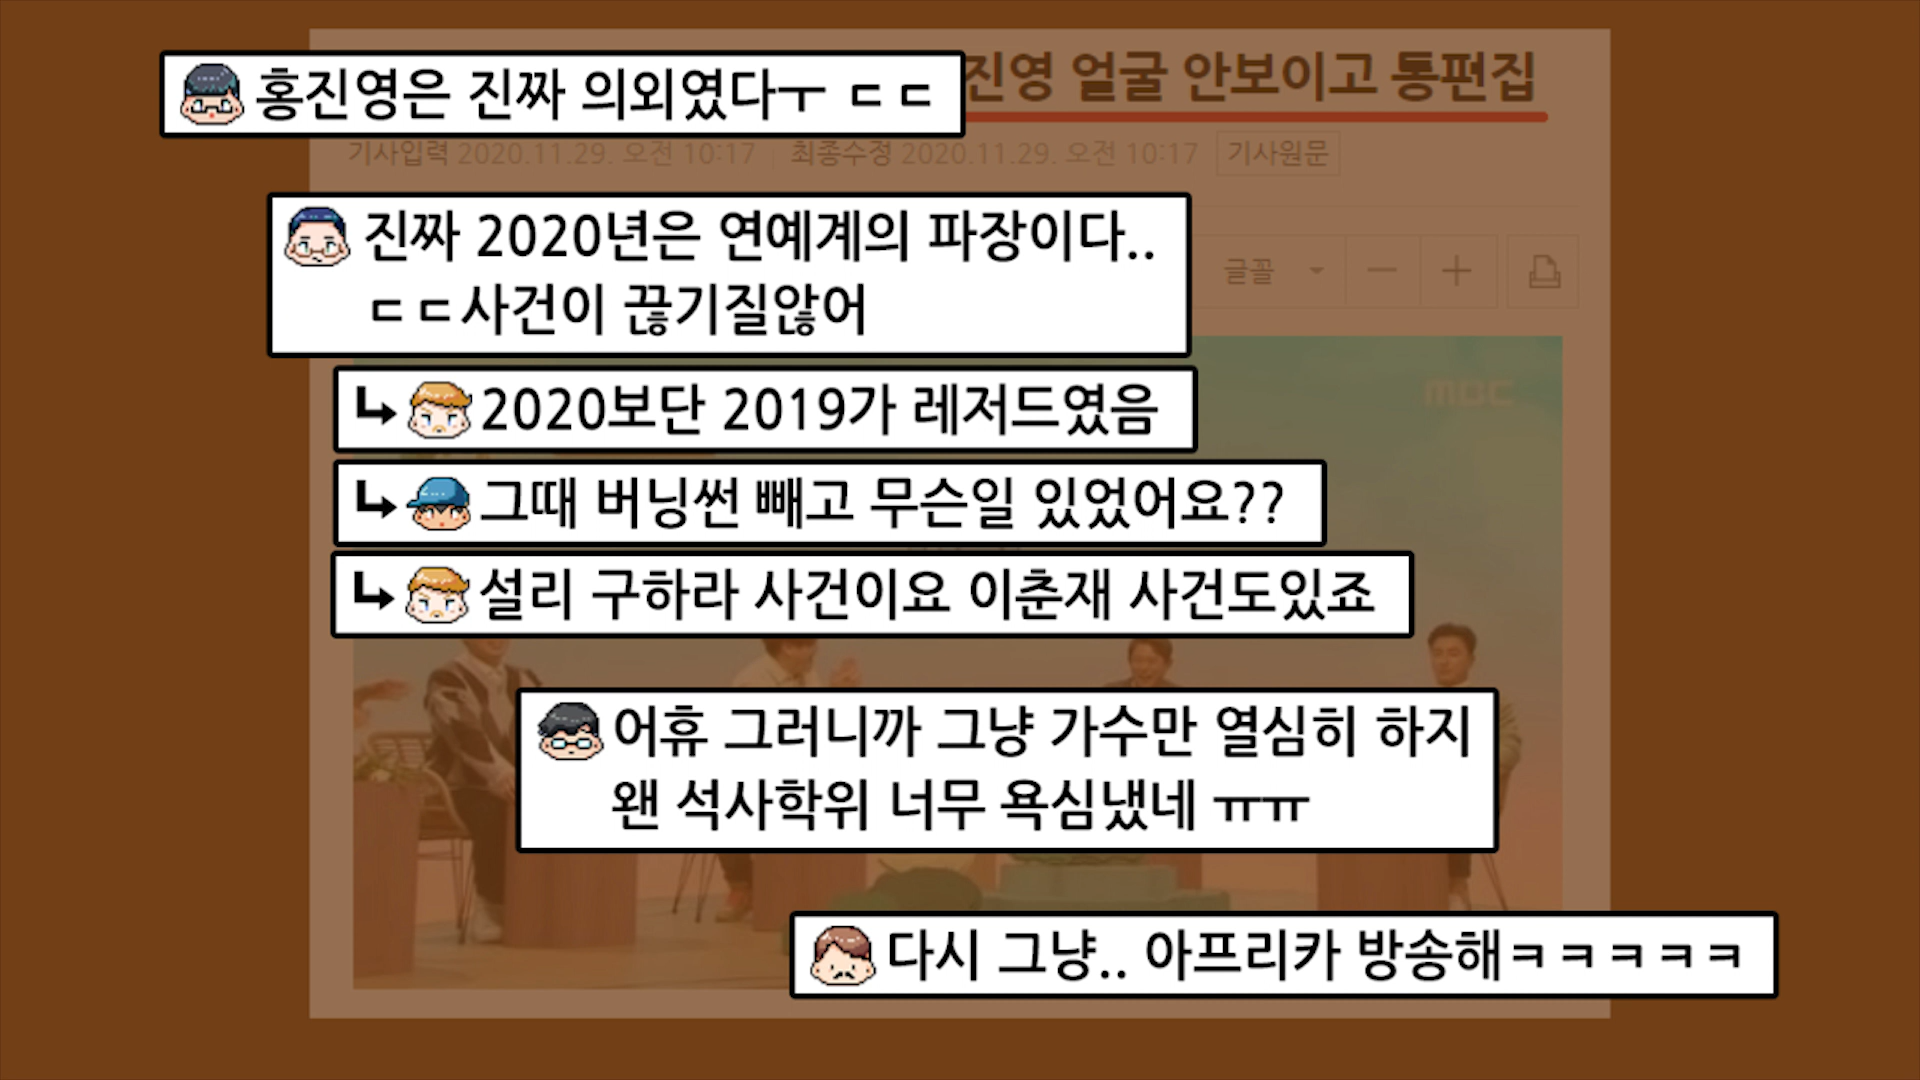 홍진영은 진짜 의외였다ㅜ ㄷㄷ
진영 얼굴 안보이고 통편집
기사입력 2020.11.29. 오전 10:17 최종수정 2020.11.29. 오전 10:17 기사원문
진짜 2020년은 연예계의 파장이다..
ㄷㄷ사건이 끊기질않어
글꼴
MBC
2020보단 2019가 레저드였음
그때 버닝썬 빼고 무슨일 있었어요??
설리 구하라 사건이요 이춘재 사건도있죠
어휴 그러니까 그냥 가수만 열심히 하지
왠 석사학위 너무 욕심냈네 ㅠㅠ
다시 그냥.. 아프리카 방송해ㅋㅋㅋㅋㅋ